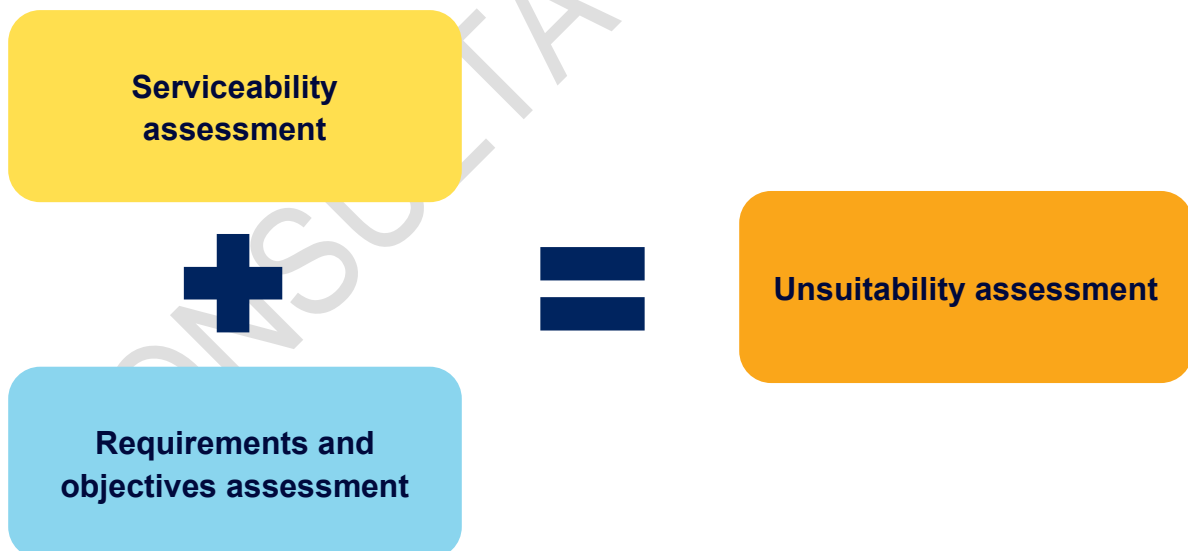 Serviceability
assessment
Unsuitability assessment
Requirements and
objectives assessment